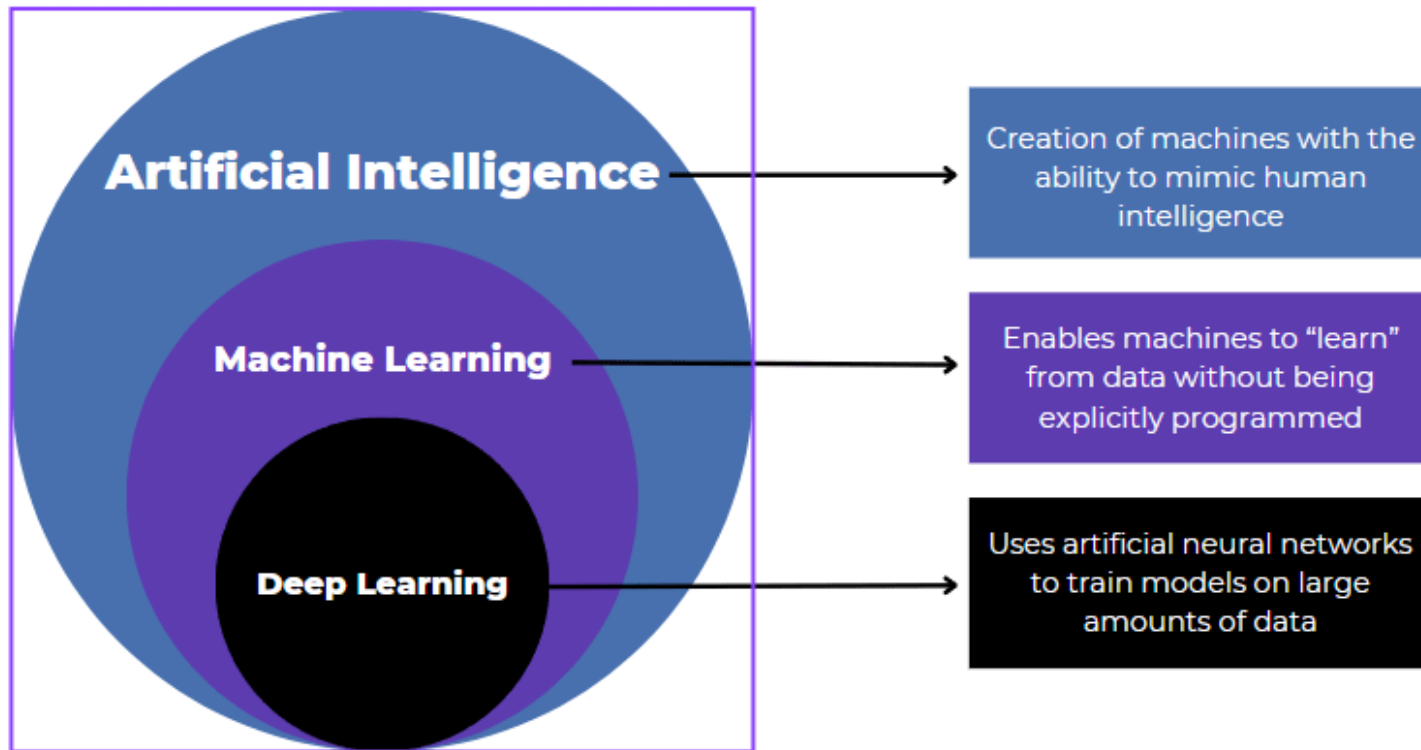 Artificial Intelligence
Creation of machines with the
ability to mimic human
intelligence
Machine Learning
Enables machines to “learn”
from data without being
explicitly programmed
Deep Learning
Uses artificial neural networks
to train models on large
amounts of data